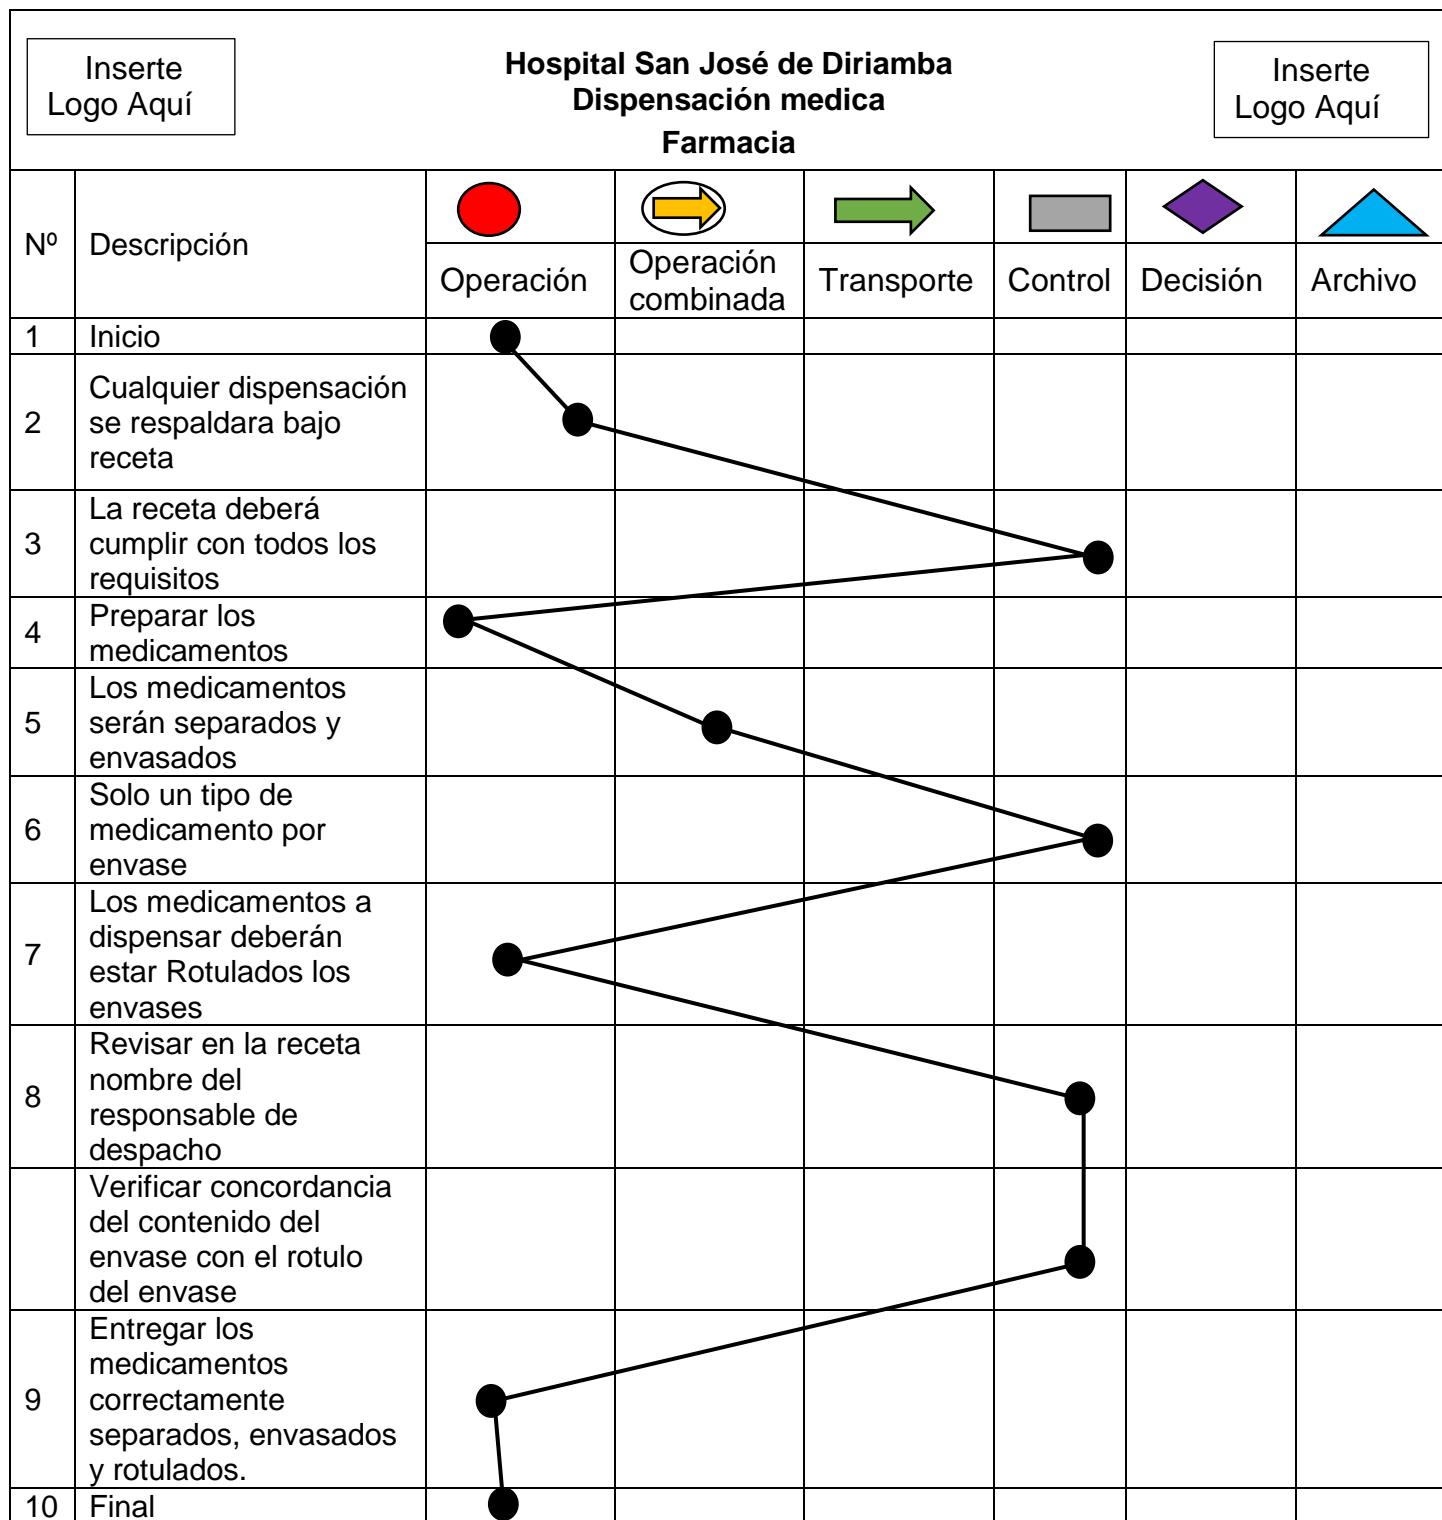 Inserte
Logo Aquí
Hospital San José de Diriamba
Dispensación medica
Farmacia
Inserte
Logo Aquí
Nº
Descripción
Operación
Operación
combinada
Transporte
Control
Decisión
Archivo
1
Inicio
2
Cualquier dispensación
se respaldara bajo
receta
3
La receta deberá
cumplir con todos los
requisitos
4
Preparar los
medicamentos
5
Los medicamentos
serán separados y
envasados
6
Solo un tipo de
medicamento por
envase
7
Los medicamentos a
dispensar deberán
estar Rotulados los
envases
8
Revisar en la receta
nombre del
responsable de
despacho
Verificar concordancia
del contenido del
envase con el rotulo
del envase
9
Entregar los
medicamentos
correctamente
separados, envasados
y rotulados.
10
Final